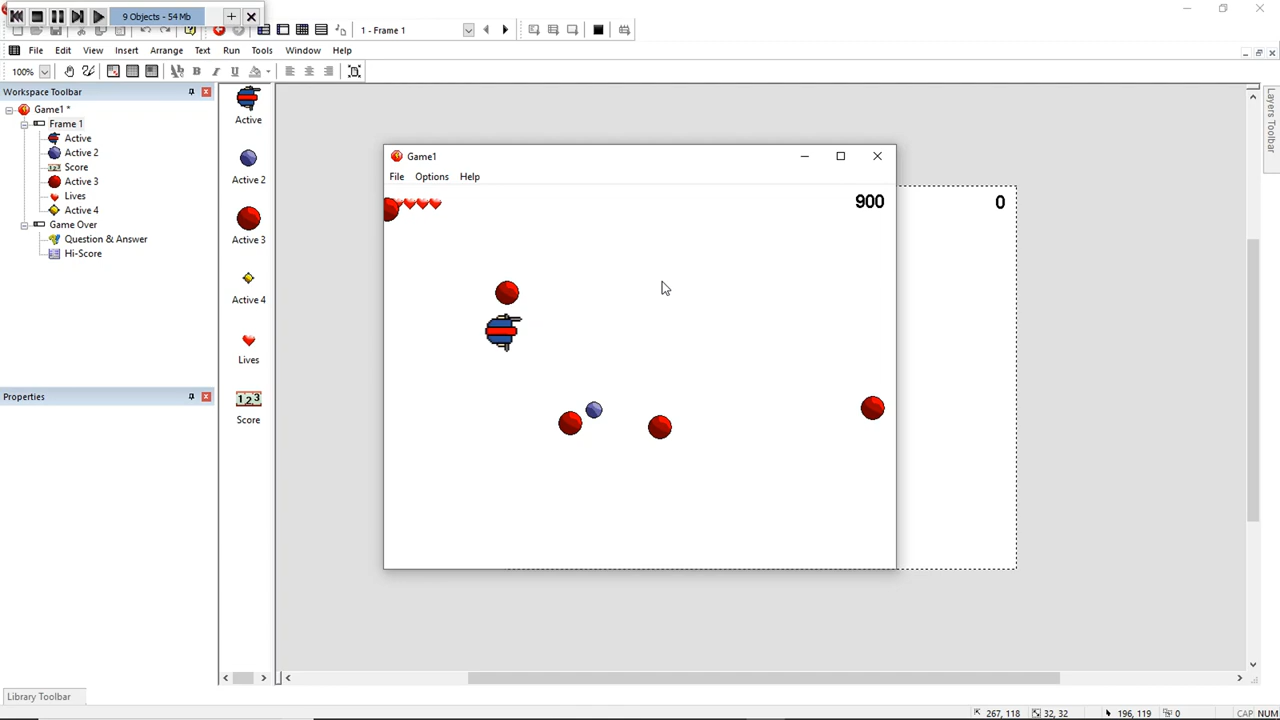 9 Objects - 54 Mb
1 - Frame 1
File Edit View Insert Arrange Text Run Tools Window Help
100%
Workspace Toolbar
Game1 *
Frame 1
Active
Active 2
Score
Active 3
Lives
Active 4
Game Over
Question & Answer
Hi-Score
Properties
Library Toolbar
Active
Active 2
Active 3
Active 4
Lives
123
Score
Game1
File Options Help
900
0
Layers Toolbar
267, 118 32, 32 196, 119 0 CAP NUM